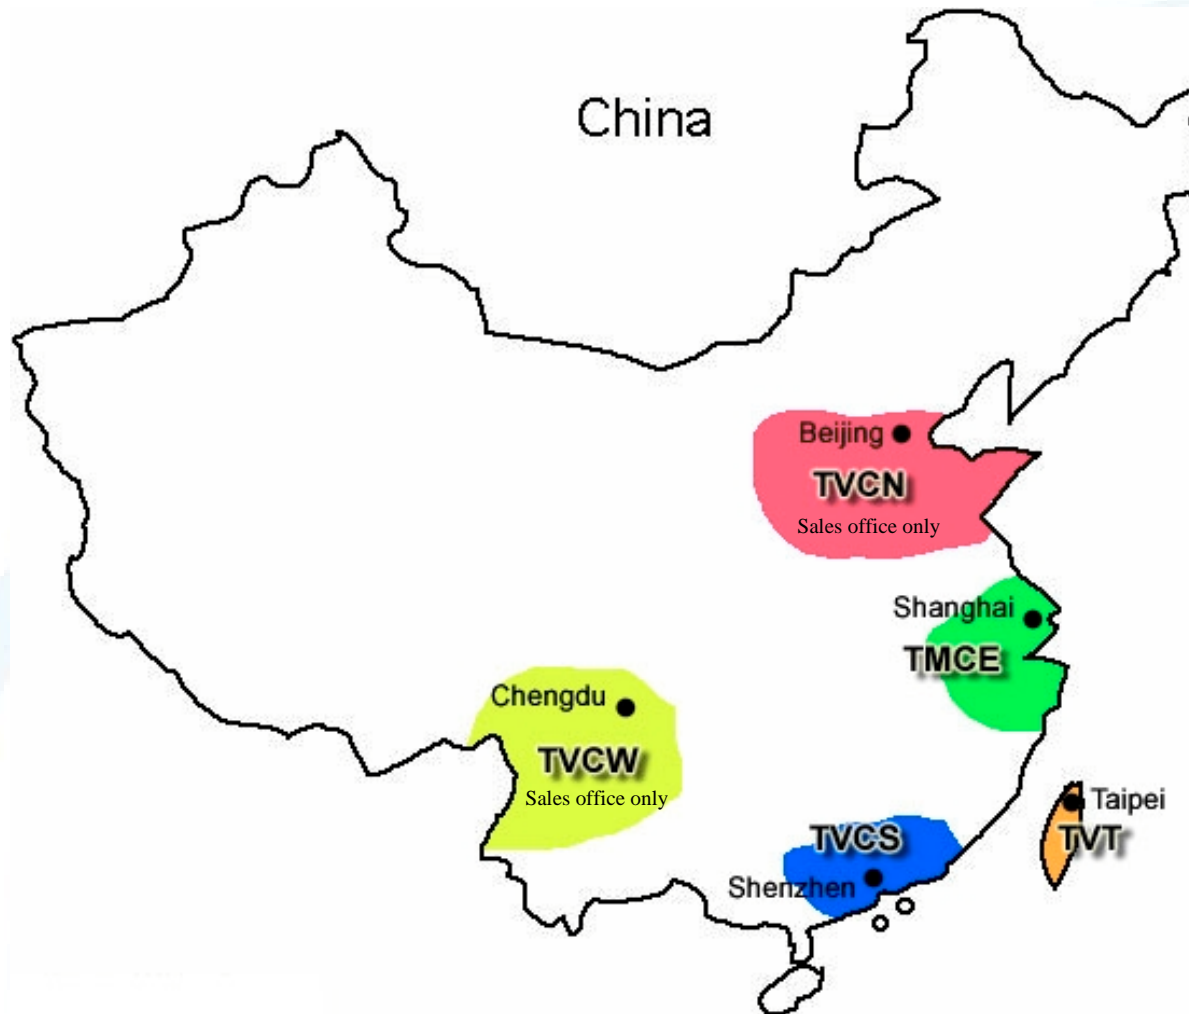 China
Beijing
TVCN
Sales office only
Shanghai
TMCE
Chengdu
TVCW
Sales office only
Taipei
TVT
TVCS
Shenzhen